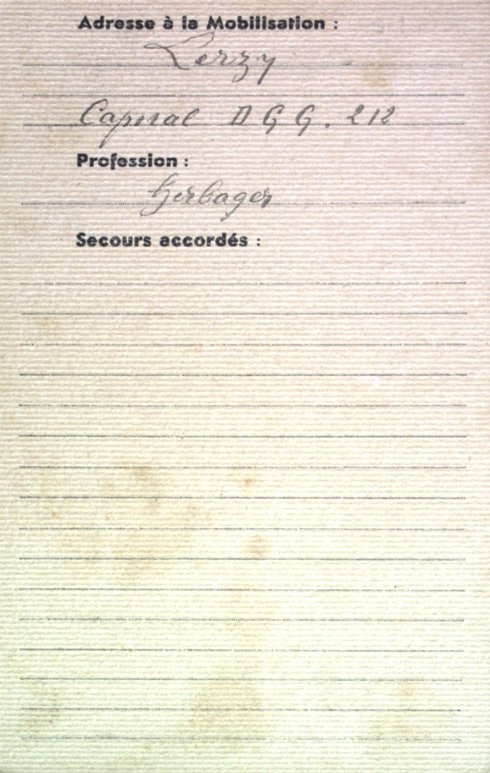 Adresse à la Mobilisation :
Lerzy
Caporal D G G. 212
Profession :
herbager
Secours accordés :